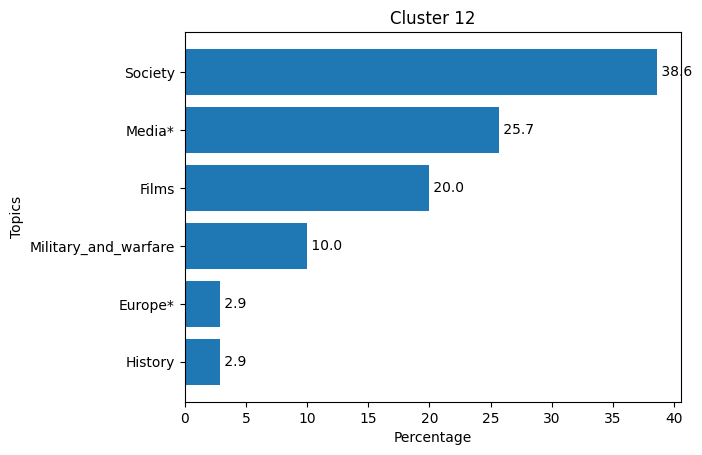 Cluster 12
Topics
Society 38.6
Media* 25.7
Films 20.0
Military_and_warfare 10.0
Europe* 2.9
History 2.9
0 5 10 15 20 25 30 35 40
Percentage